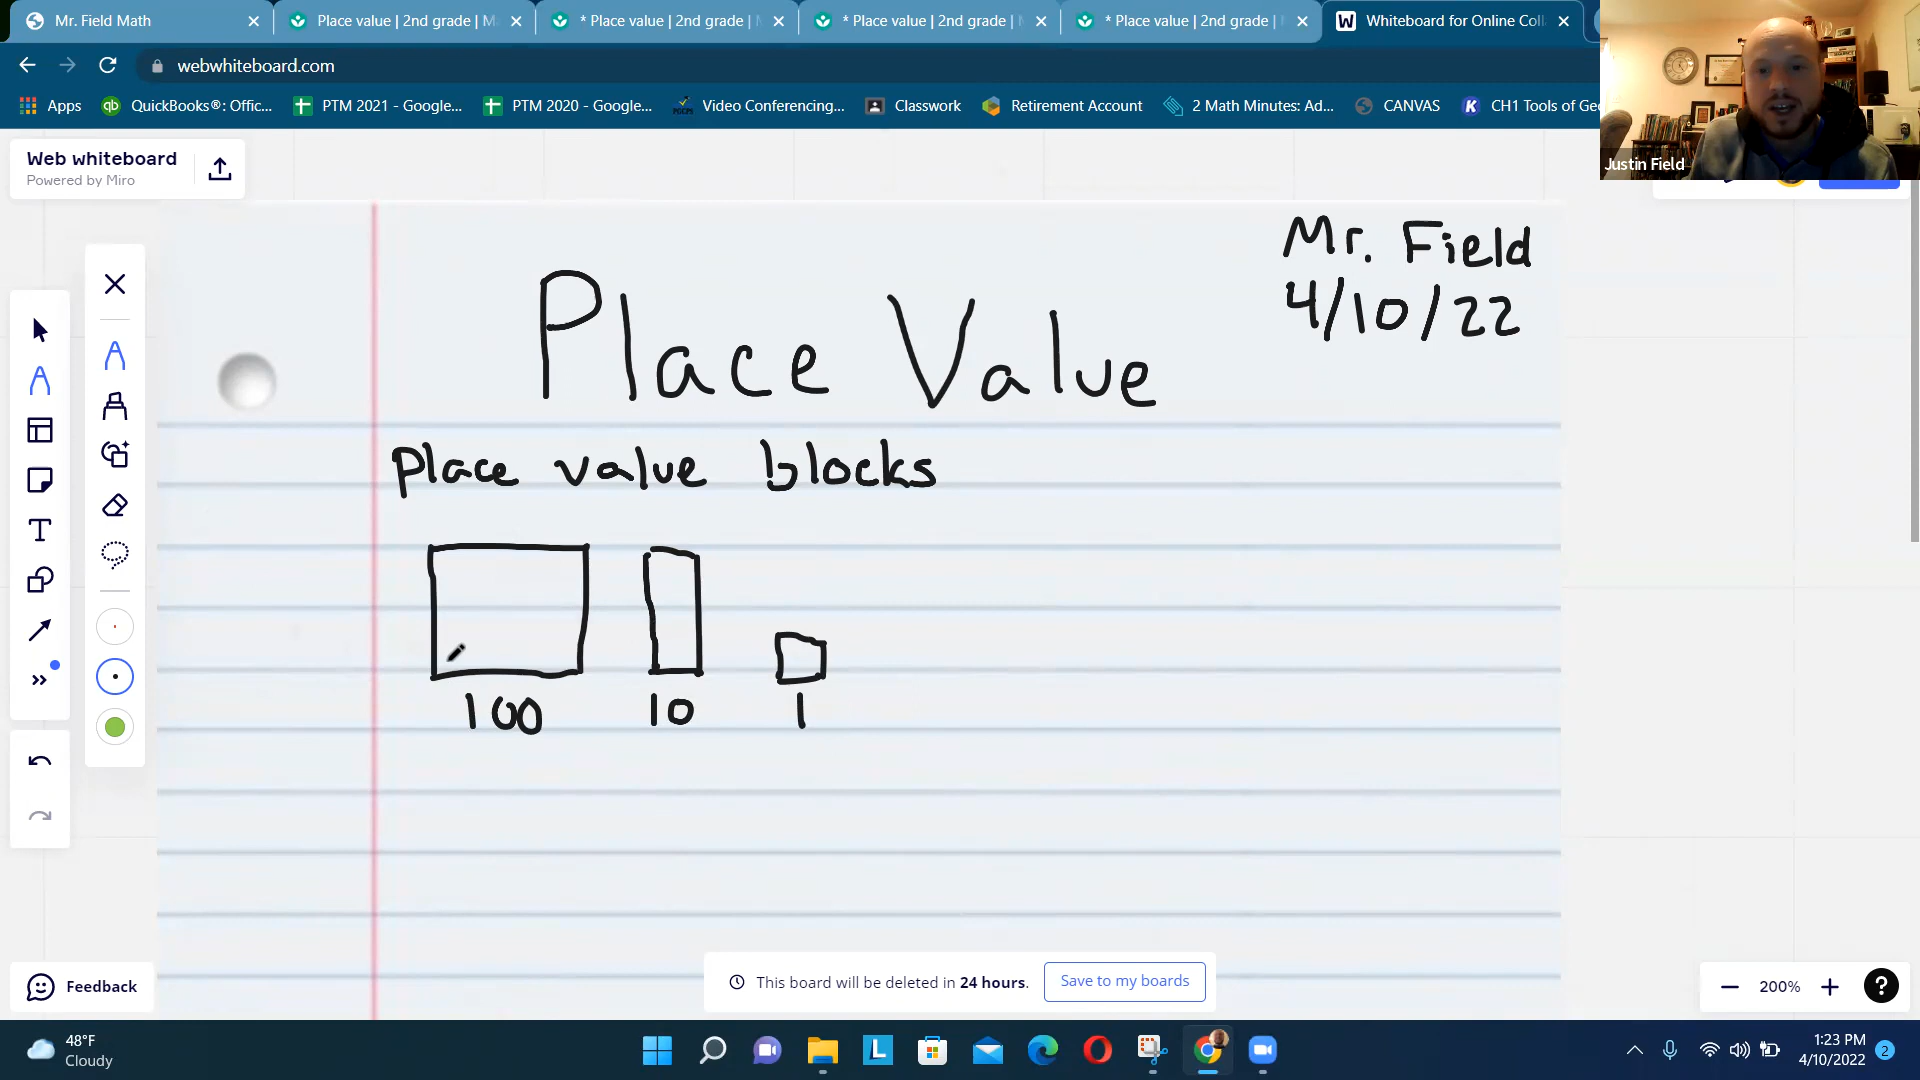 Mr. Field Math
Place value | 2nd grade | Ma
* Place value | 2nd grade |
* Place value | 2nd grade |
* Place value | 2nd grade |
Whiteboard for Online Coll
webwhiteboard.com
Apps
QuickBooks®: Offic...
PTM 2021 - Google...
PTM 2020 - Google...
Video Conferencing...
Classwork
Retirement Account
2 Math Minutes: Ad...
CANVAS
CH1 Tools of Geo
Justin Field
Web whiteboard
Powered by Miro
Mr. Field
4/10/22
Place Value
place value blocks
100 10 1
This board will be deleted in 24 hours.
Save to my boards
Feedback
200%
48°F
Cloudy
1:23 PM
4/10/2022
2